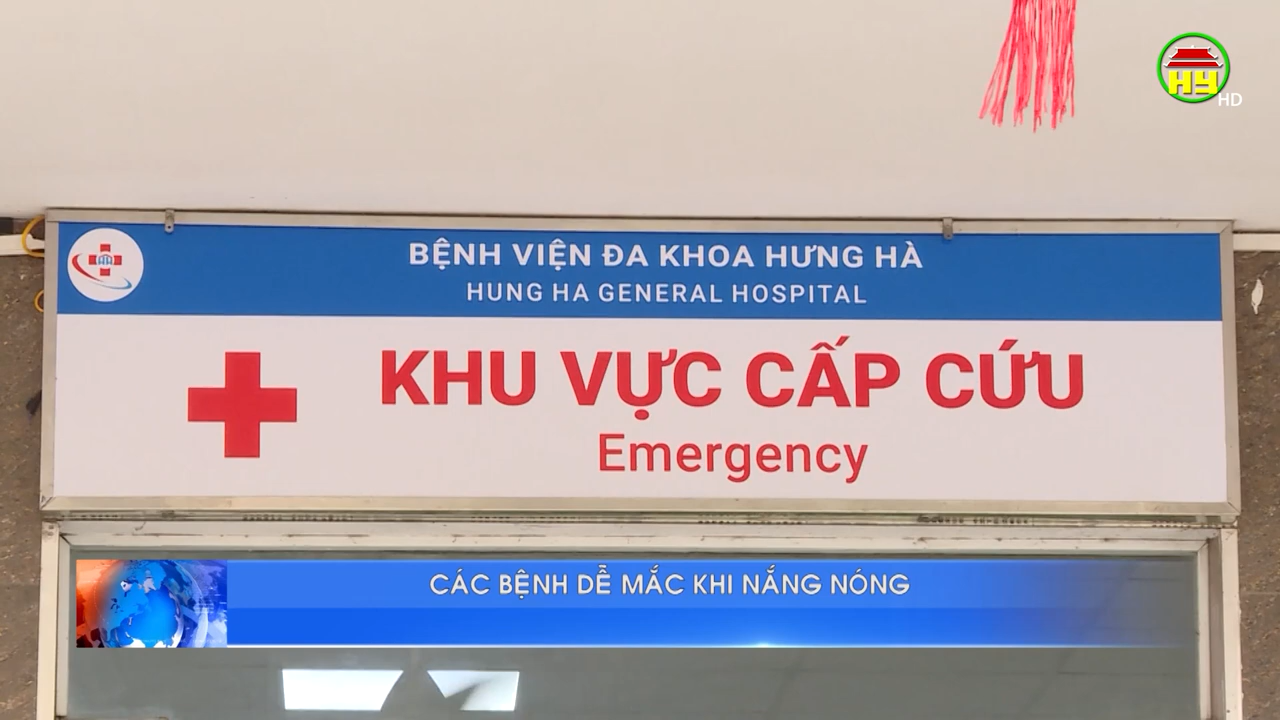 HY
HD
BỆNH VIỆN ĐA KHOA HƯNG HÀ
HUNG HA GENERAL HOSPITAL
KHU VỰC CẤP CỨU
Emergency
CÁC BỆNH DỄ MẮC KHI NẮNG NÓNG